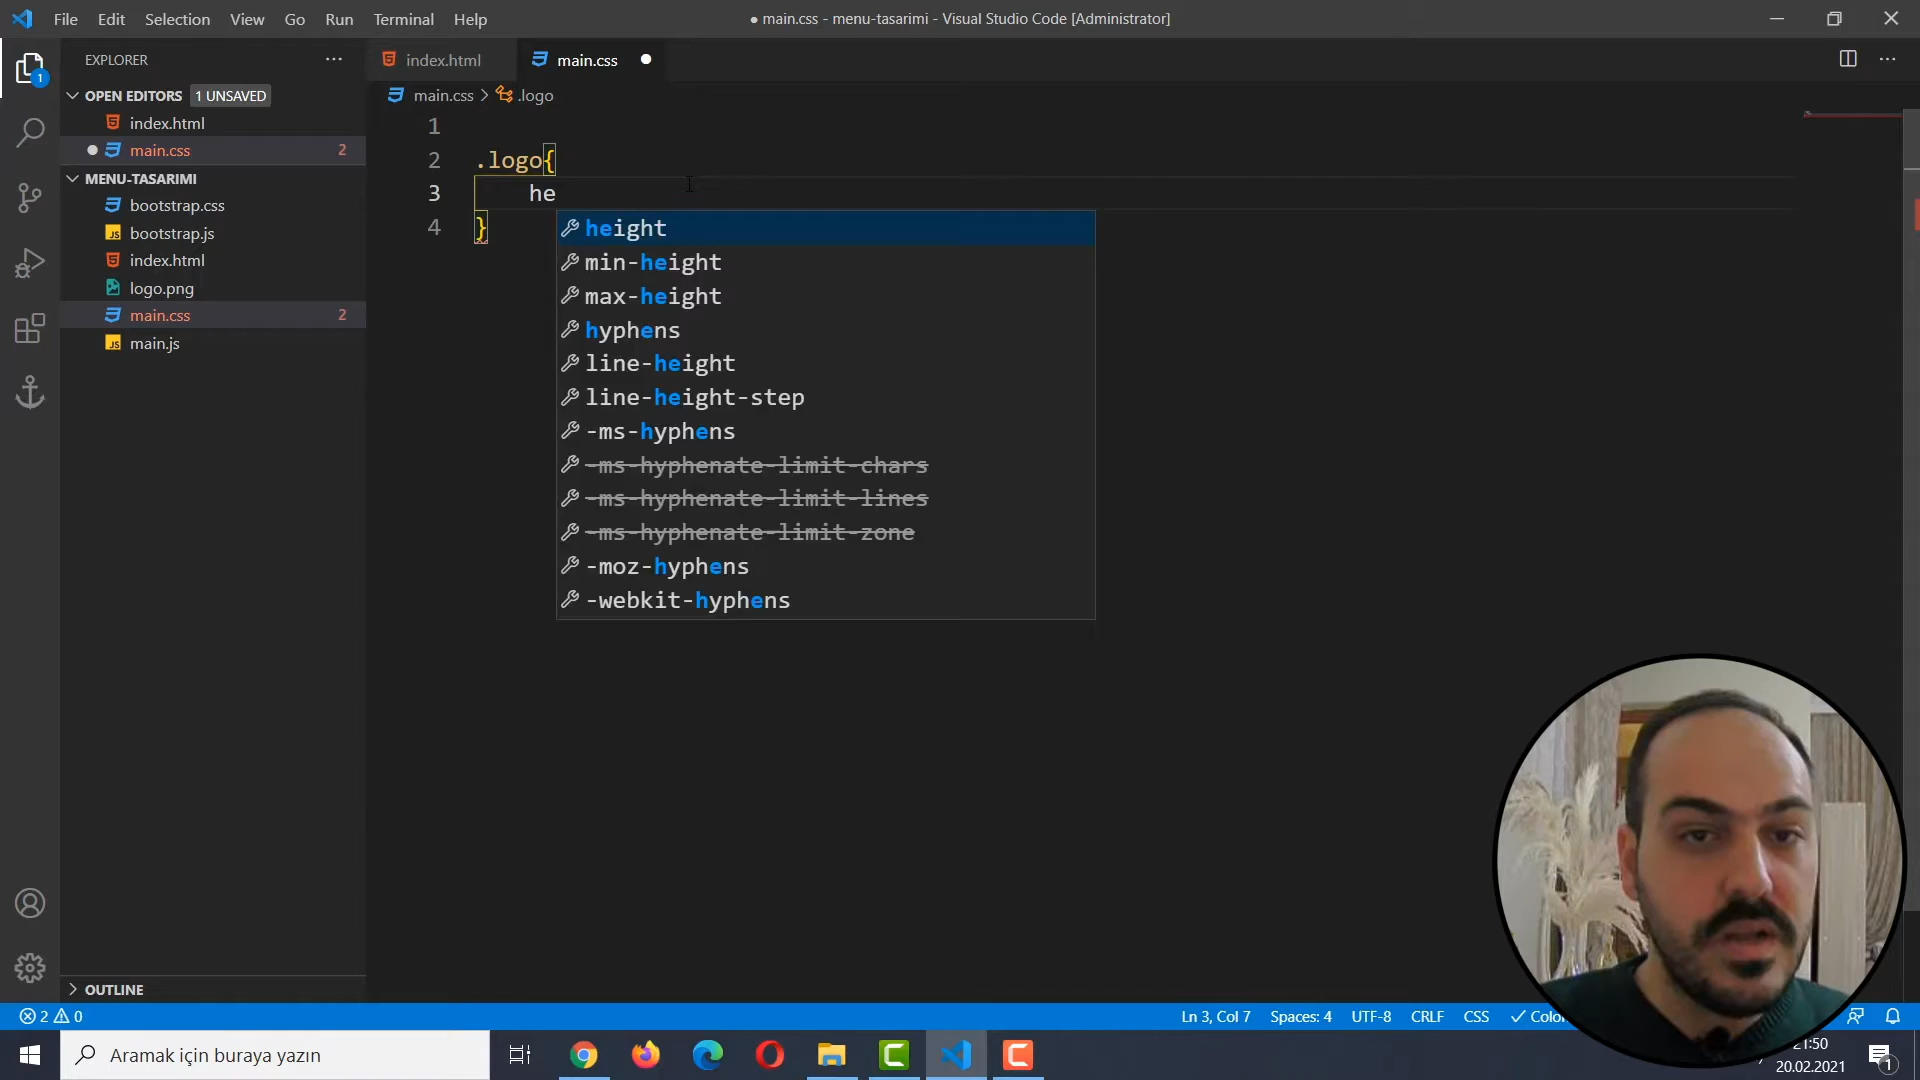 File Edit Selection View Go Run Terminal Help
● main.css - menu-tasarimi - Visual Studio Code [Administrator]
EXPLORER
index.html
main.css
OPEN EDITORS 1 UNSAVED
main.css > .logo
index.html
main.css 2
MENU-TASARIMI
bootstrap.css
bootstrap.js
index.html
logo.png
main.css 2
main.js
1
2 .logo{
3 he
4 }
height
min-height
max-height
hyphens
line-height
line-height-step
-ms-hyphens
-ms-hyphenate-limit-chars
-ms-hyphenate-limit-lines
-ms-hyphenate-limit-zone
-moz-hyphens
-webkit-hyphens
OUTLINE
2 0
Ln 3, Col 7 Spaces: 4 UTF-8 CRLF CSS
Aramak için buraya yazın
21:50
20.02.2021
1
1